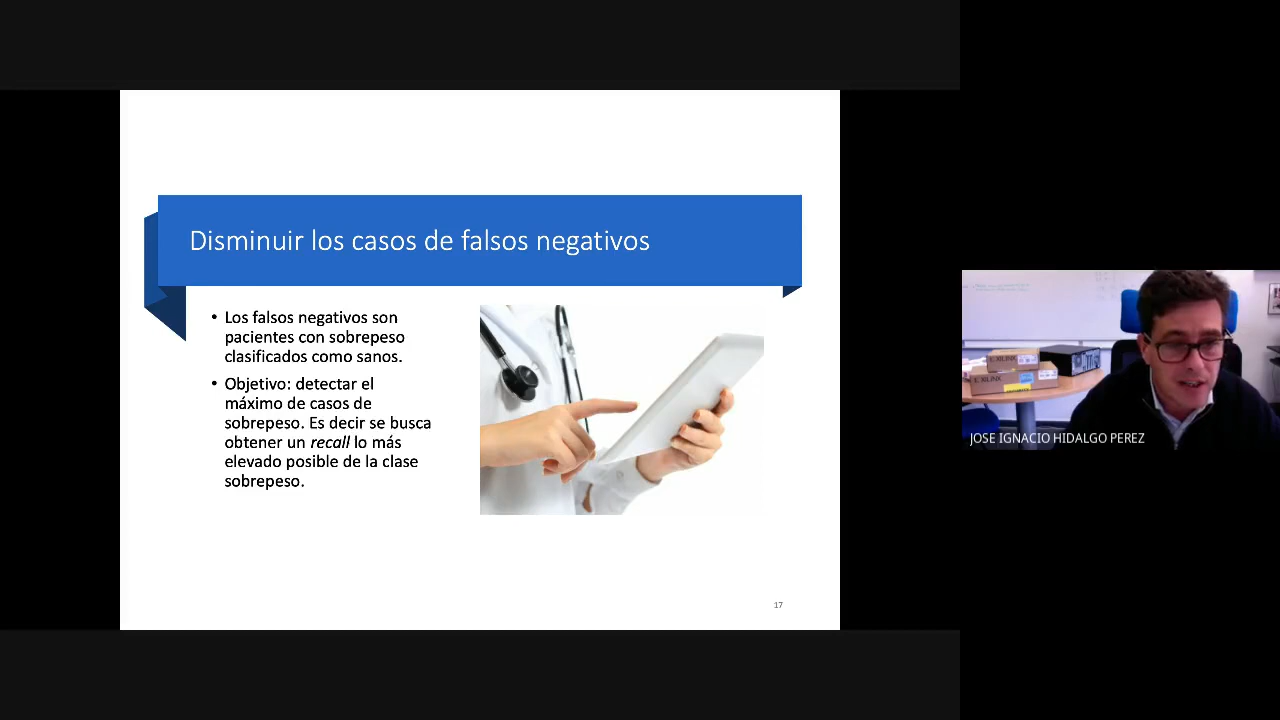 Disminuir los casos de falsos negativos
• Los falsos negativos son
pacientes con sobrepeso
clasificados como sanos.
• Objetivo: detectar el
máximo de casos de
sobrepeso. Es decir se busca
obtener un recall lo más
elevado posible de la clase
sobrepeso.
17
XILINX
XILINX
JOSE IGNACIO HIDALGO PEREZ